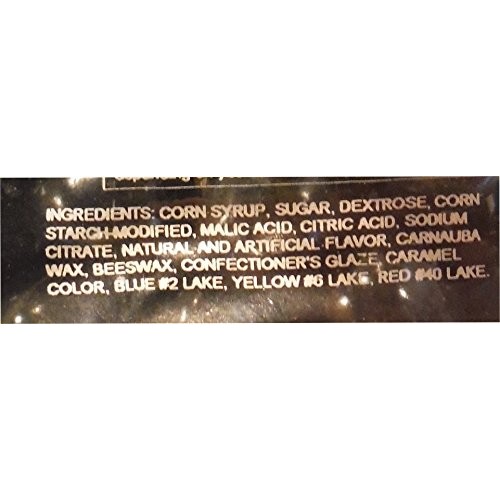 INGREDIENTS: CORN SYRUP, SUGAR, DEXTROSE, CORN
STARCH-MODIFIED, MALIC ACID, CITRIC ACID, SODIUM
CITRATE, NATURAL AND ARTIFICIAL FLAVOR, CARNAUBA
WAX, BEESWAX, CONFECTIONER'S GLAZE, CARAMEL
COLOR, BLUE #2 LAKE, YELLOW #6 LAKE, RED #40 LAKE.